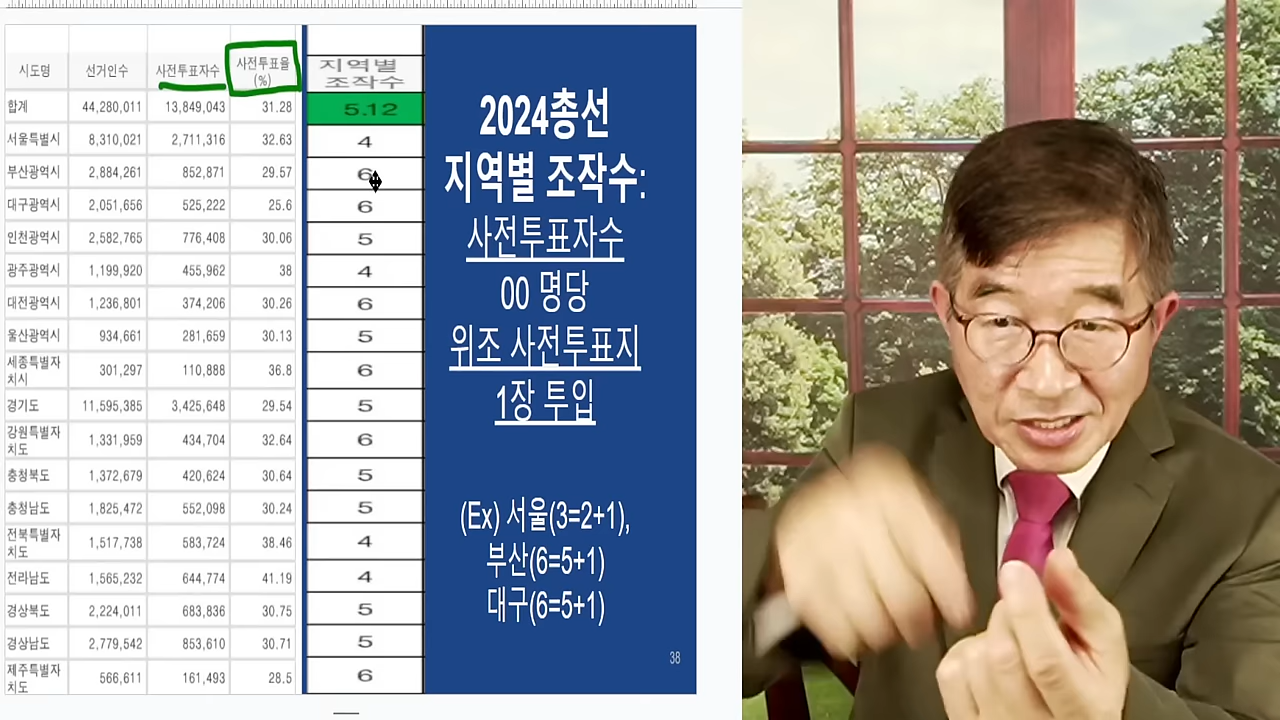 시도명 선거인수 사전투표자수 사전투표율 (%) 지역별 조작수
합계 44,280,011 13,849,043 31.28 5.12
서울특별시 8,310,021 2,711,316 32.63 4
부산광역시 2,884,261 852,871 29.57 6
대구광역시 2,051,656 525,222 25.6 6
인천광역시 2,582,765 776,408 30.06 5
광주광역시 1,199,920 455,962 38 4
대전광역시 1,236,801 374,206 30.26 6
울산광역시 934,661 281,659 30.13 5
세종특별자치시 301,297 110,888 36.8 6
경기도 11,595,385 3,425,648 29.54 5
강원특별자치도 1,331,959 434,704 32.64 6
충청북도 1,372,679 420,624 30.64 5
충청남도 1,825,472 552,098 30.24 5
전북특별자치도 1,517,738 583,724 38.46 4
전라남도 1,565,232 644,774 41.19 4
경상북도 2,224,011 683,836 30.75 5
경상남도 2,779,542 853,610 30.71 5
제주특별자치도 566,611 161,493 28.5 6
2024총선
지역별 조작수:
사전투표자수
00 명당
위조 사전투표지
1장 투입
(Ex) 서울(3=2+1),
부산(6=5+1)
대구(6=5+1)
38